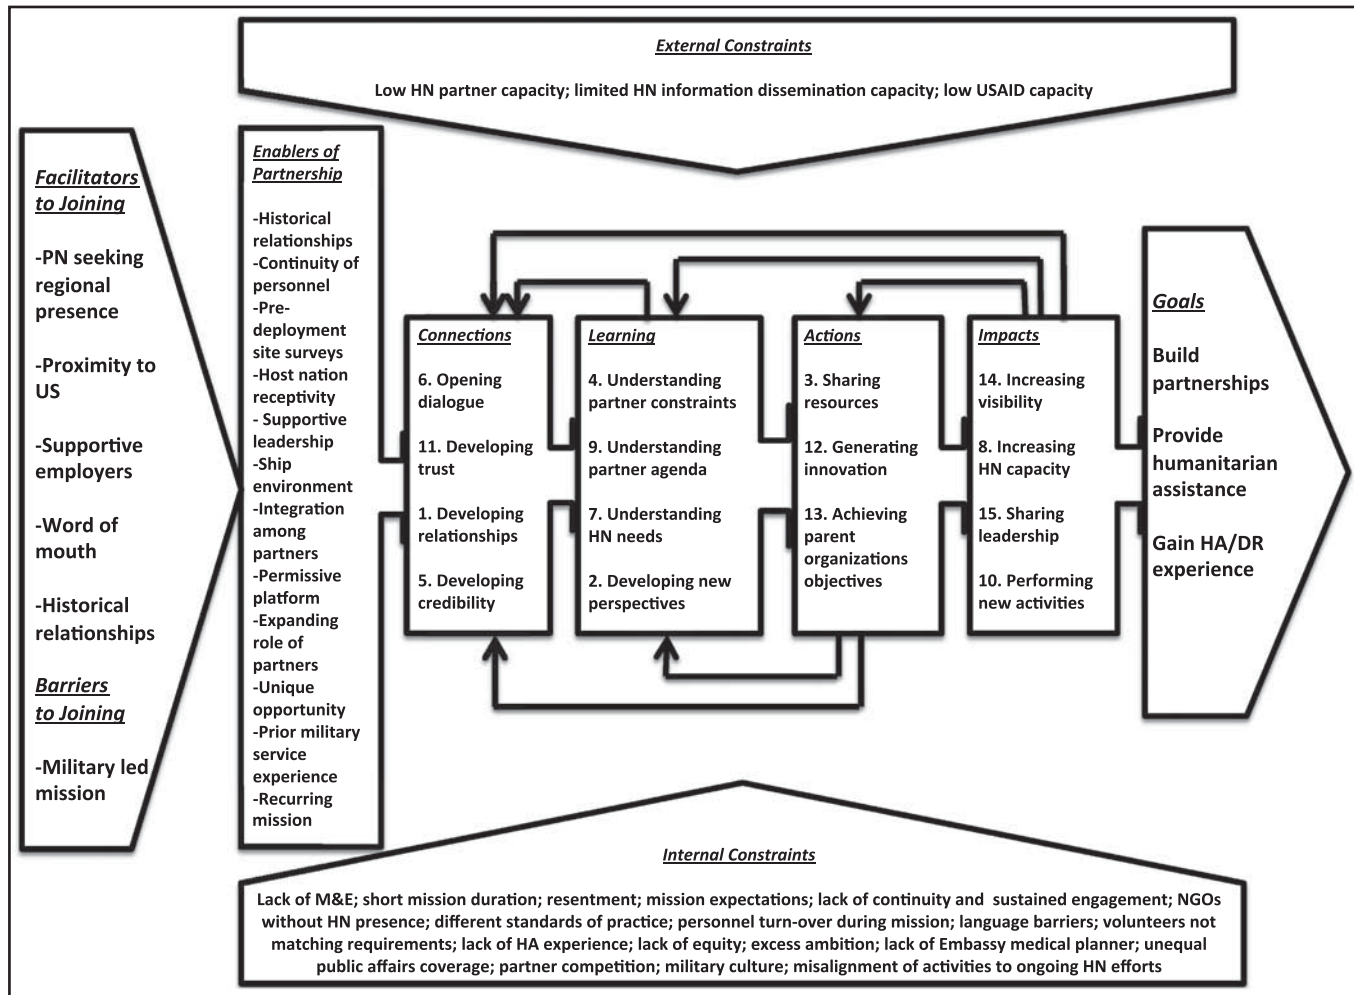 External Constraints
Low HN partner capacity; limited HN information dissemination capacity; low USAID capacity
Facilitators
to Joining
-PN seeking
regional
presence
-Proximity to
US
-Supportive
employers
-Word of
mouth
-Historical
relationships
Barriers
to Joining
-Military led
mission
Enablers of
Partnership
-Historical
relationships
-Continuity of
personnel
-Pre-
deployment
site surveys
-Host nation
receptivity
- Supportive
leadership
-Ship
environment
-Integration
among
partners
-Permissive
platform
-Expanding
role of
partners
-Unique
opportunity
-Prior military
service
experience
-Recurring
mission
Connections
6. Opening
dialogue
11. Developing
trust
1. Developing
relationships
5. Developing
credibility
Learning
4. Understanding
partner constraints
9. Understanding
partner agenda
7. Understanding
HN needs
2. Developing new
perspectives
Actions
3. Sharing
resources
12. Generating
innovation
13. Achieving
parent
organizations
objectives
Impacts
14. Increasing
visibility
8. Increasing
HN capacity
15. Sharing
leadership
10. Performing
new activities
Goals
Build
partnerships
Provide
humanitarian
assistance
Gain HA/DR
experience
Internal Constraints
Lack of M&E; short mission duration; resentment; mission expectations; lack of continuity and sustained engagement; NGOs
without HN presence; different standards of practice; personnel turn-over during mission; language barriers; volunteers not
matching requirements; lack of HA experience; lack of equity; excess ambition; lack of Embassy medical planner; unequal
public affairs coverage; partner competition; military culture; misalignment of activities to ongoing HN efforts